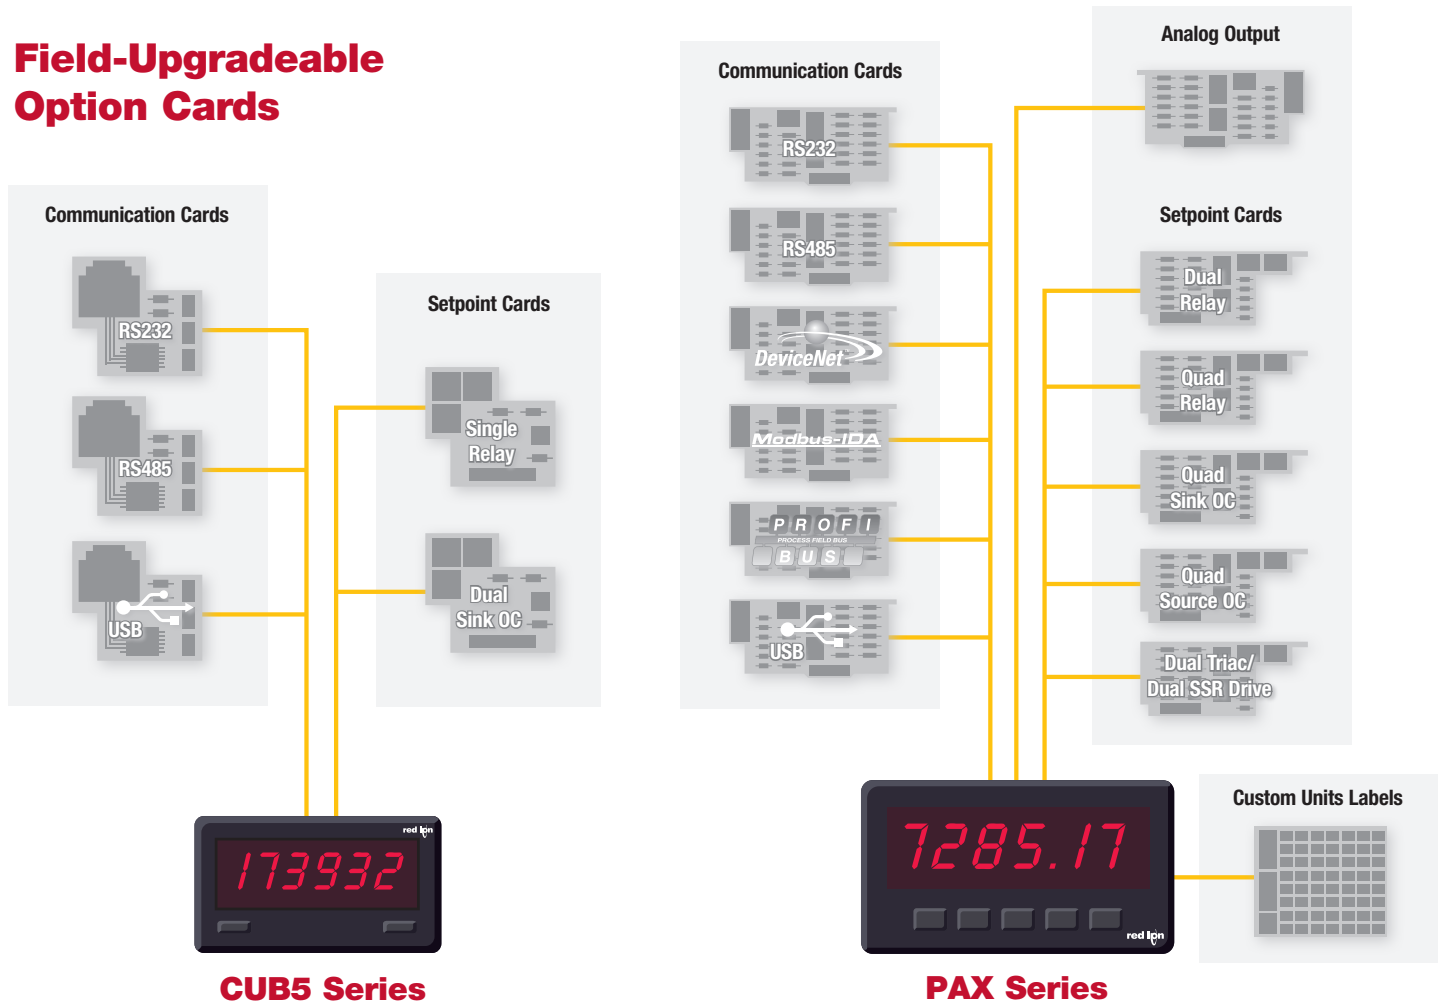 Field-Upgradeable
Option Cards
Communication Cards
RS232
RS485
USB
Setpoint Cards
Single
Relay
Dual
Sink OC
red lion
173932
CUB5 Series
Communication Cards
RS232
RS485
DeviceNet
Modbus-IDA
PROFI
PROCESS FIELD BUS
BUS
USB
Analog Output
Setpoint Cards
Dual
Relay
Quad
Relay
Quad
Sink OC
Quad
Source OC
Dual Triac/
Dual SSR Drive
7285.17
red lion
PAX Series
Custom Units Labels